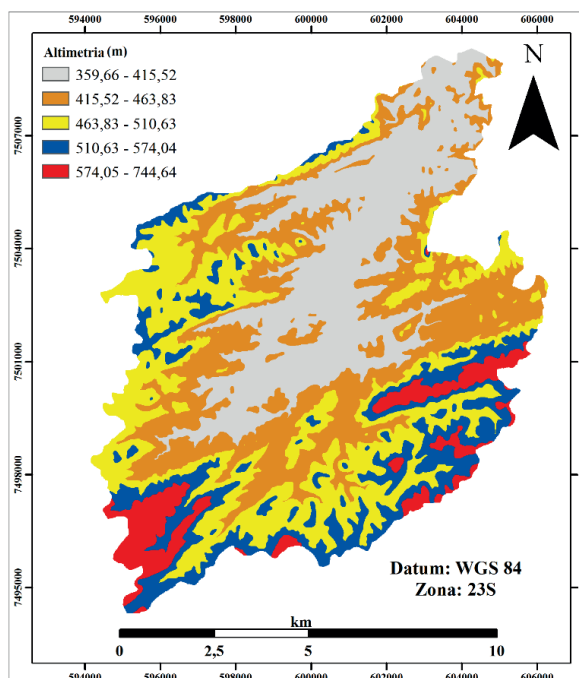 594000 596000 598000 600000 602000 604000 606000
Altimetria (m)
359,66 - 415,52
415,52 - 463,83
463,83 - 510,63
510,63 - 574,04
574,05 - 744,64
N
7507000
7504000
7501000
7498000
7495000
Datum: WGS 84
Zona: 23S
km
0 2,5 5 10
594000 596000 598000 600000 602000 604000 606000